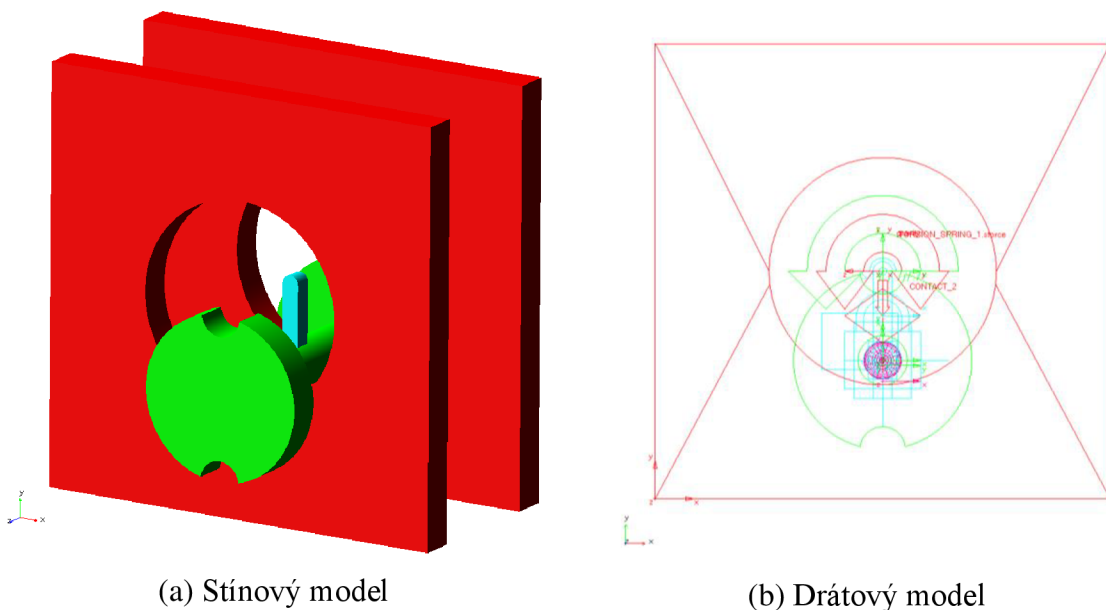 TORSION_SPRING_1.sforce
CONTACT_2
y
z
x
y
z
x
y
z
x
(a) Stínový model
(b) Drátový model